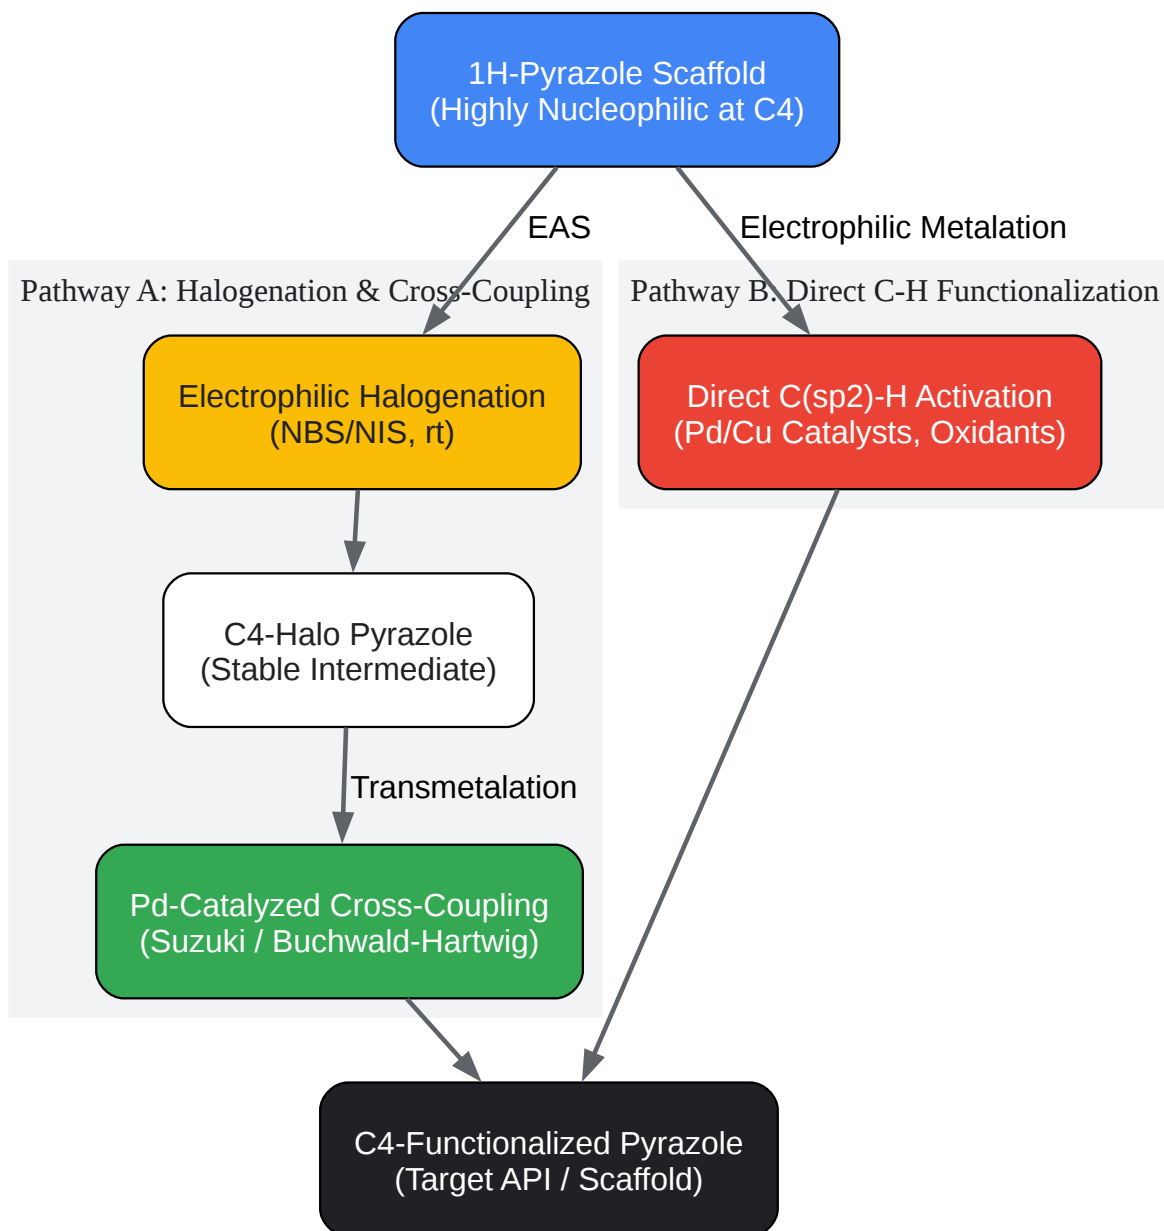 1H-Pyrazole Scaffold
(Highly Nucleophilic at C4)
EAS
Electrophilic Metalation
Pathway A: Halogenation & Cross-Coupling
Pathway B: Direct C-H Functionalization
Electrophilic Halogenation
(NBS/NIS, rt)
Direct C(sp2)-H Activation
(Pd/Cu Catalysts, Oxidants)
C4-Halo Pyrazole
(Stable Intermediate)
Transmetalation
Pd-Catalyzed Cross-Coupling
(Suzuki / Buchwald-Hartwig)
C4-Functionalized Pyrazole
(Target API / Scaffold)